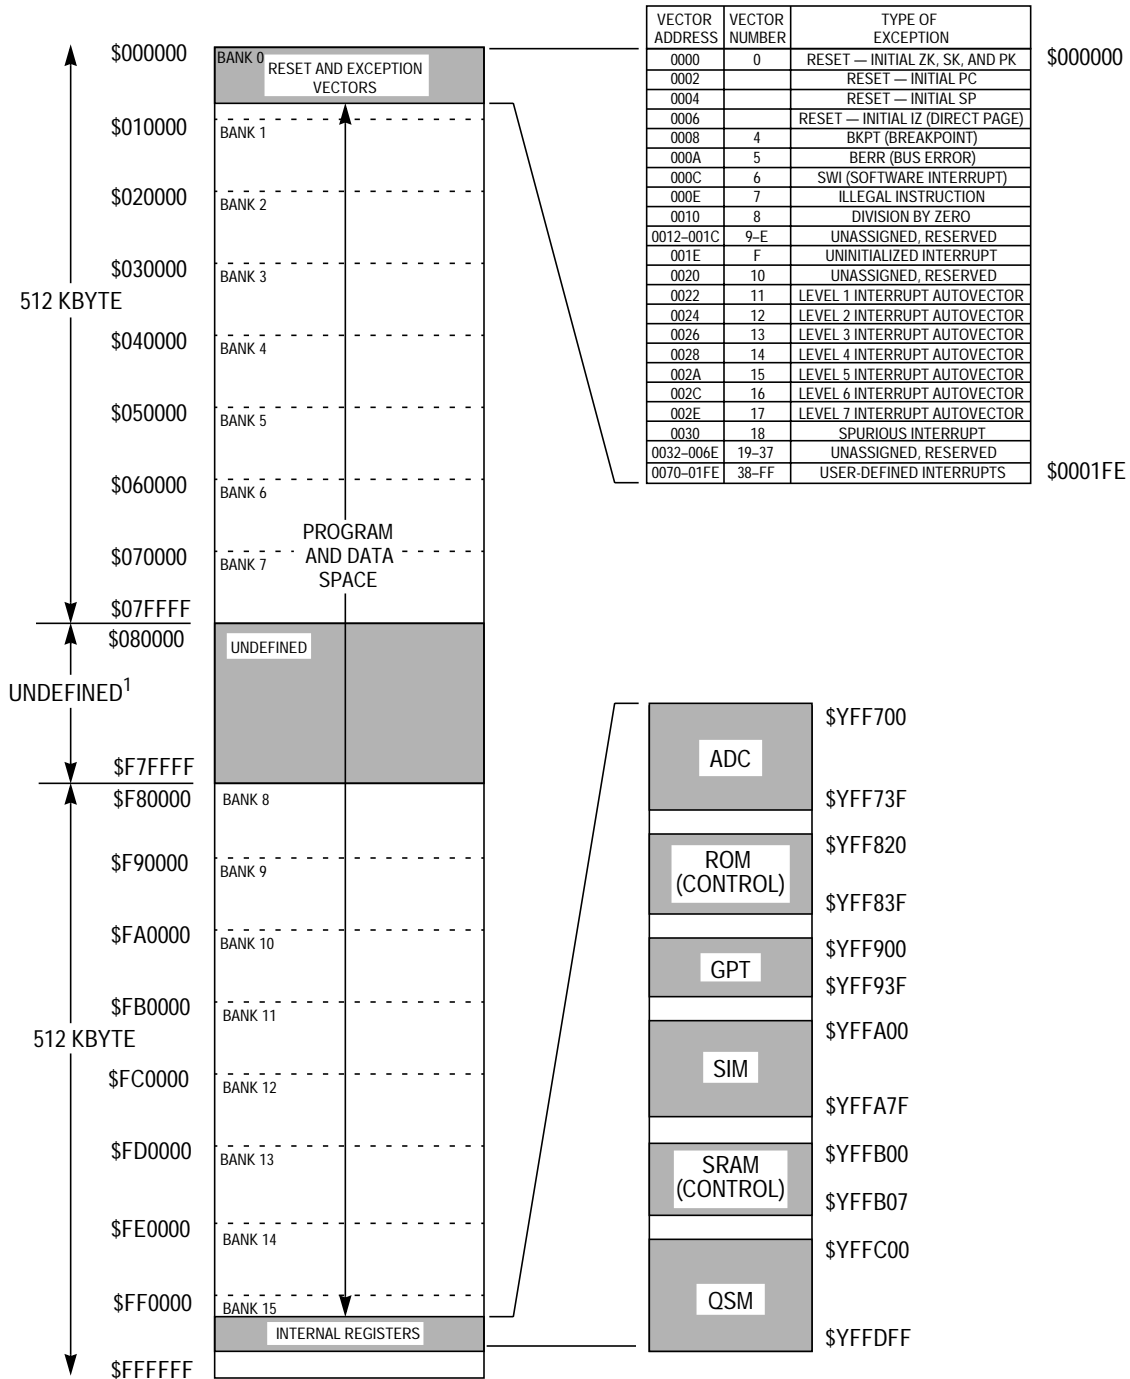 VECTOR ADDRESS VECTOR NUMBER TYPE OF EXCEPTION
0000 0 RESET — INITIAL ZK, SK, AND PK
0002 RESET — INITIAL PC
0004 RESET — INITIAL SP
0006 RESET — INITIAL IZ (DIRECT PAGE)
0008 4 BKPT (BREAKPOINT)
000A 5 BERR (BUS ERROR)
000C 6 SWI (SOFTWARE INTERRUPT)
000E 7 ILLEGAL INSTRUCTION
0010 8 DIVISION BY ZERO
0012–001C 9–E UNASSIGNED, RESERVED
001E F UNINITIALIZED INTERRUPT
0020 10 UNASSIGNED, RESERVED
0022 11 LEVEL 1 INTERRUPT AUTOVECTOR
0024 12 LEVEL 2 INTERRUPT AUTOVECTOR
0026 13 LEVEL 3 INTERRUPT AUTOVECTOR
0028 14 LEVEL 4 INTERRUPT AUTOVECTOR
002A 15 LEVEL 5 INTERRUPT AUTOVECTOR
002C 16 LEVEL 6 INTERRUPT AUTOVECTOR
002E 17 LEVEL 7 INTERRUPT AUTOVECTOR
0030 18 SPURIOUS INTERRUPT
0032–006E 19–37 UNASSIGNED, RESERVED
0070–01FE 38–FF USER-DEFINED INTERRUPTS
$000000
$0001FE
512 KBYTE
UNDEFINED1
512 KBYTE
$000000
$010000
$020000
$030000
$040000
$050000
$060000
$070000
$07FFFF
$080000
$F7FFFF
$F80000
$F90000
$FA0000
$FB0000
$FC0000
$FD0000
$FE0000
$FF0000
$FFFFFF
BANK 0
RESET AND EXCEPTION
VECTORS
BANK 1
BANK 2
BANK 3
BANK 4
BANK 5
BANK 6
BANK 7
PROGRAM
AND DATA
SPACE
UNDEFINED
BANK 8
BANK 9
BANK 10
BANK 11
BANK 12
BANK 13
BANK 14
BANK 15
INTERNAL REGISTERS
ADC
$YFF700
$YFF73F
ROM
(CONTROL)
$YFF820
$YFF83F
GPT
$YFF900
$YFF93F
SIM
$YFFA00
$YFFA7F
SRAM
(CONTROL)
$YFFB00
$YFFB07
QSM
$YFFC00
$YFFDFF